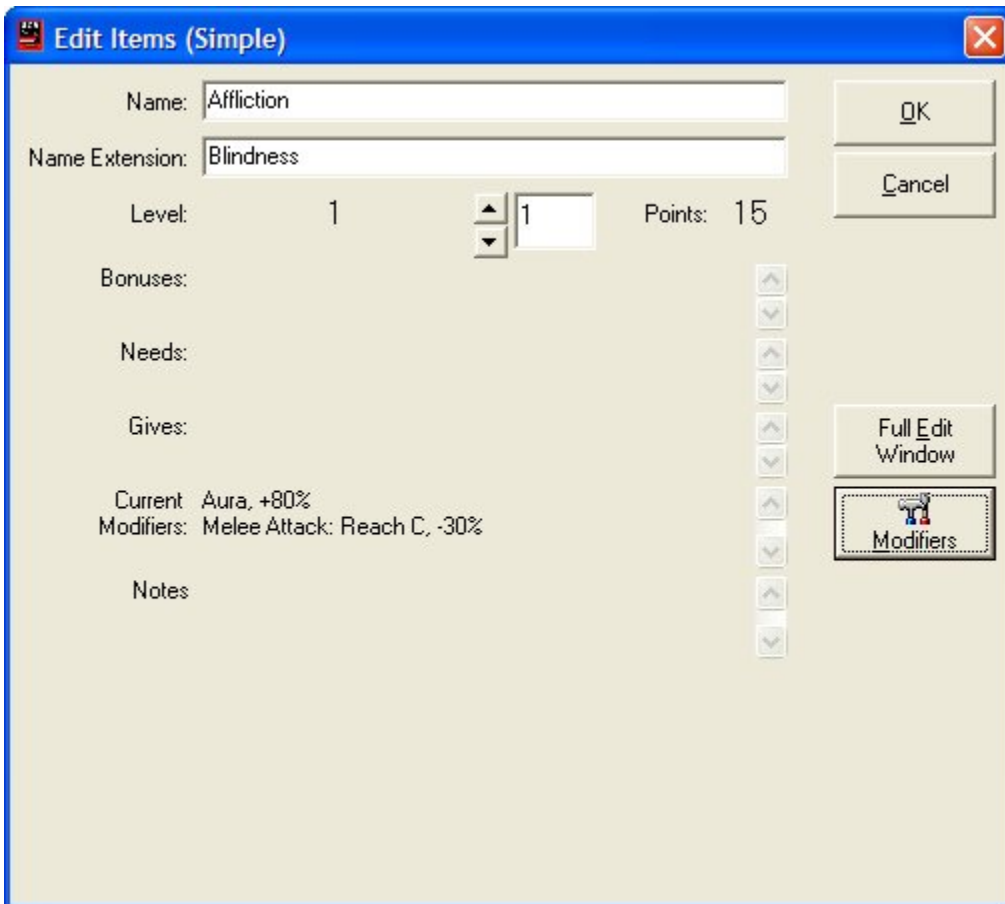 Edit Items (Simple)
Name: Affliction
OK
Name Extension: Blindness
Cancel
Level: 1 1 Points: 15
Bonuses:
Needs:
Gives:
Full Edit
Window
Current Aura, +80%
Modifiers: Melee Attack: Reach C, -30%
Modifiers
Notes